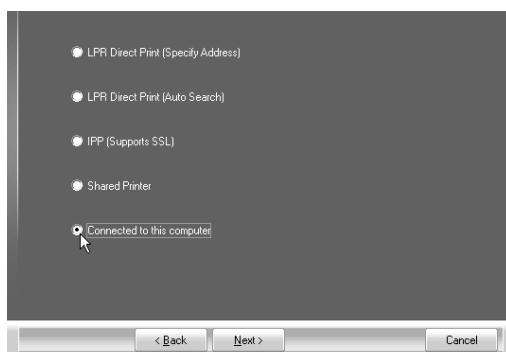 LPR Direct Print (Specify Address)
LPR Direct Print (Auto Search)
IPP (Supports SSL)
Shared Printer
Connected to this computer
< Back Next > Cancel